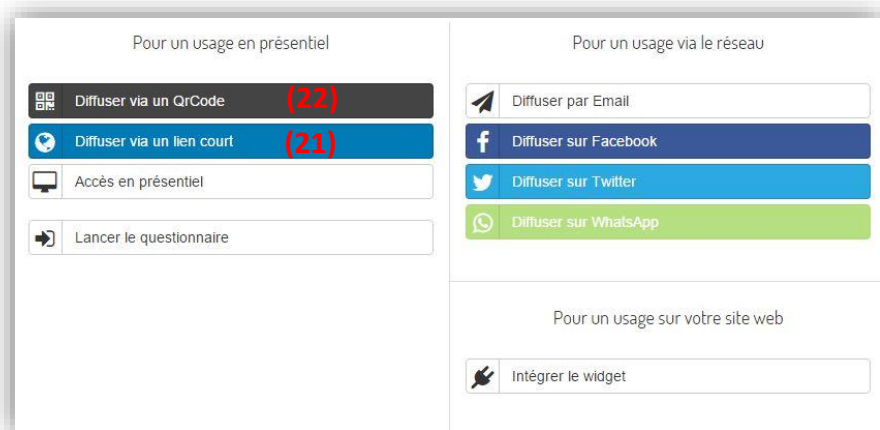 Pour un usage en présentiel
Diffuser via un QrCode (22)
Diffuser via un lien court (21)
Accès en présentiel
Lancer le questionnaire
Pour un usage via le réseau
Diffuser par Email
Diffuser sur Facebook
Diffuser sur Twitter
Diffuser sur WhatsApp
Pour un usage sur votre site web
Intégrer le widget